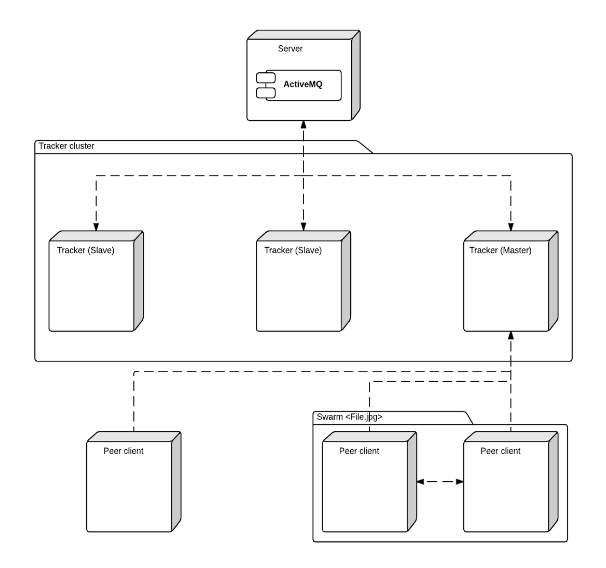 Server
ActiveMQ
Tracker cluster
Tracker (Slave)
Tracker (Slave)
Tracker (Master)
Swarm <File.jpg>
Peer client
Peer client
Peer client